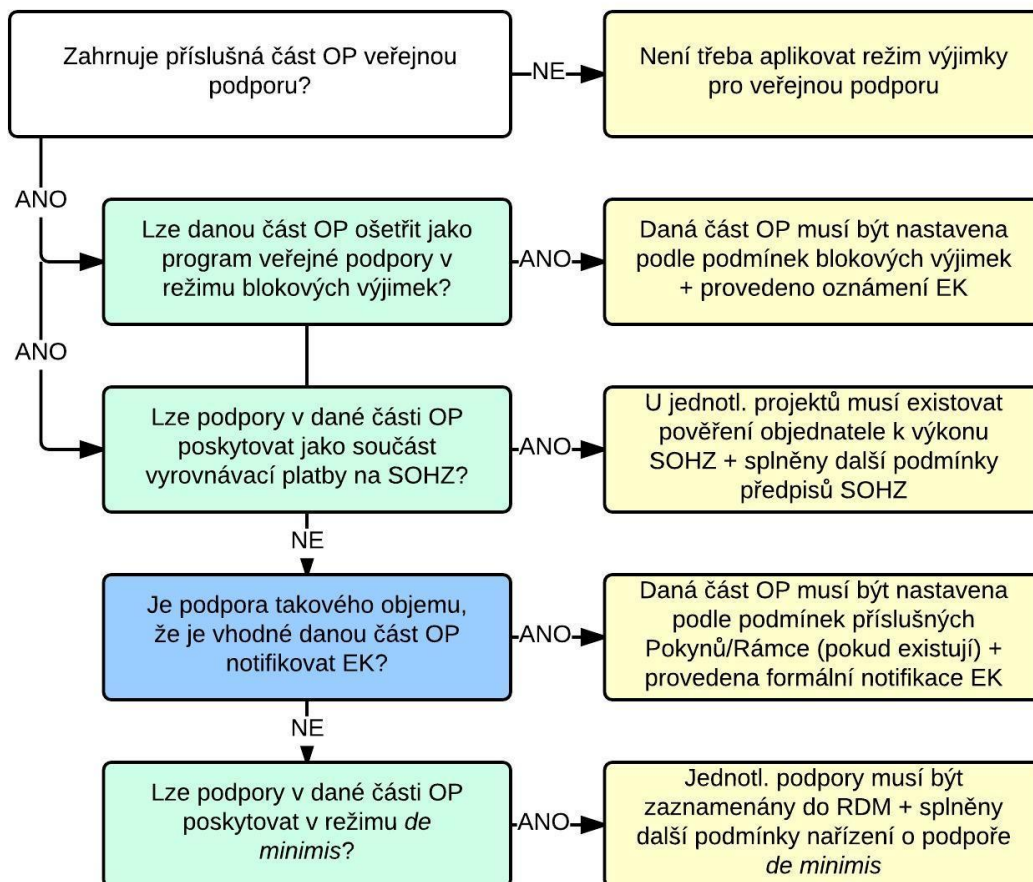 Zahrnuje příslušná část OP veřejnou
podporu?
NE
Není třeba aplikovat režim výjimky
pro veřejnou podporu
ANO
Lze danou část OP ošetřit jako
program veřejné podpory v
režimu blokových výjimek?
ANO
Daná část OP musí být nastavena
podle podmínek blokových výjimek
+ provedeno oznámení EK
ANO
Lze podpory v dané části OP
poskytovat jako součást
vyrovnávací platby na SOHZ?
ANO
U jednotl. projektů musí existovat
pověření objednatele k výkonu
SOHZ + splněny další podmínky
předpisů SOHZ
NE
Je podpora takového objemu,
že je vhodné danou část OP
notifikovat EK?
ANO
Daná část OP musí být nastavena
podle podmínek příslušných
Pokynů/Rámce (pokud existují) +
provedena formální notifikace EK
NE
Lze podpory v dané části OP
poskytovat v režimu de
minimis?
ANO
Jednotl. podpory musí být
zaznamenány do RDM + splněny
další podmínky nařízení o podpoře
de minimis